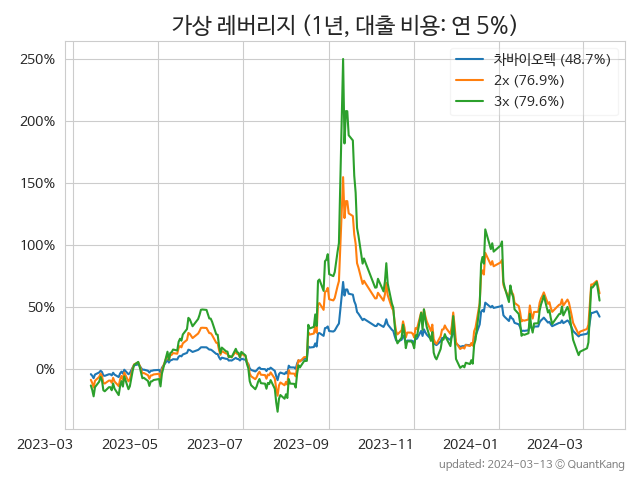 가상 레버리지 (1년, 대출 비용: 연 5%)
차바이오텍 (48.7%)
2x (76.9%)
3x (79.6%)
250%
200%
150%
100%
50%
0%
2023-03
2023-05
2023-07
2023-09
2023-11
2024-01
2024-03
updated: 2024-03-13 © QuantKang